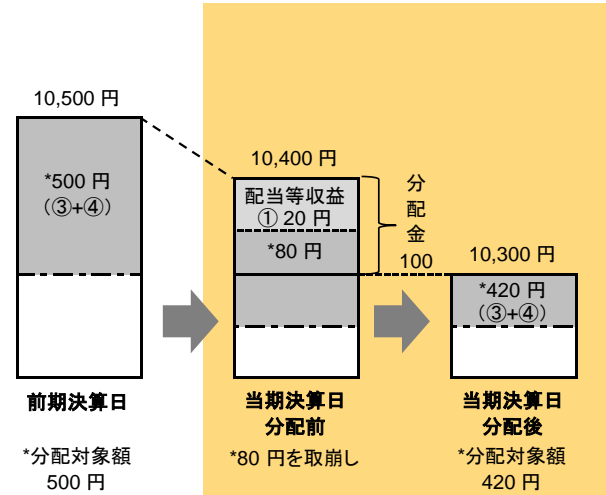 10,500 円
*500 円
(③+④)
前期決算日
*分配対象額
500 円
10,400 円
配当等収益
① 20 円
*80 円
分
配
金
100
当期決算日
分配前
*80 円を取崩し
10,300 円
*420 円
(③+④)
当期決算日
分配後
*分配対象額
420 円